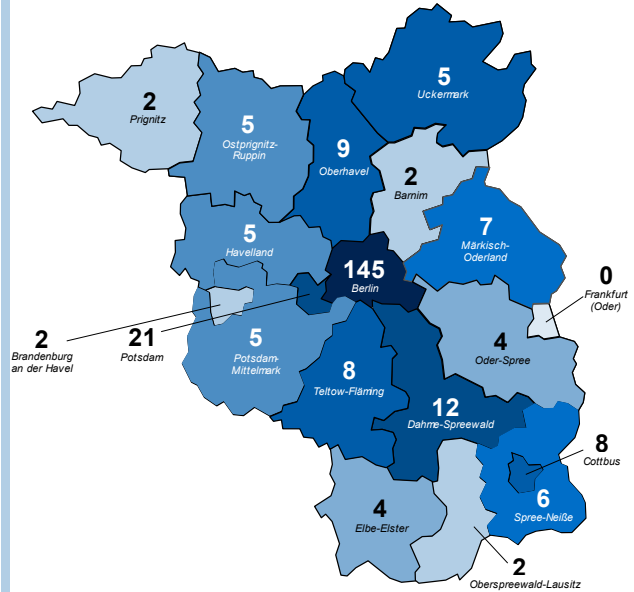 5
Uckermark
2
Prignitz
5
Ostprignitz-
Ruppin
9
Oberhavel
2
Barnim
7
Märkisch-
Oderland
5
Havelland
145
Berlin
0
Frankfurt
(Oder)
2
Brandenburg
an der Havel
21
Potsdam
5
Potsdam-
Mittelmark
4
Oder-Spree
8
Teltow-Fläming
12
Dahme-Spreewald
8
Cottbus
6
Spree-Neiße
4
Elbe-Elster
2
Oberspreewald-Lausitz